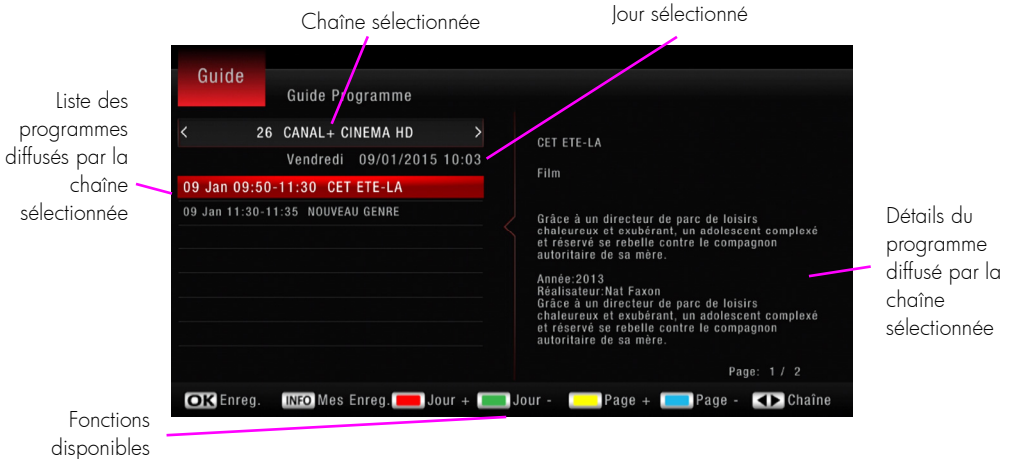 Chaîne sélectionnée
Jour sélectionné
Liste des
programmes
diffusés par la
chaîne
sélectionnée
Guide
Guide Programme
< 26 CANAL+ CINEMA HD >
Vendredi 09/01/2015 10:03
09 Jan 09:50-11:30 CET ETE-LA
09 Jan 11:30-11:35 NOUVEAU GENRE
CET ETE-LA
Film
Grâce à un directeur de parc de loisirs
chaleureux et exubérant, un adolescent complexé
et réservé se rebelle contre le compagnon
autoritaire de sa mère.
Année:2013
Réalisateur:Nat Faxon
Grâce à un directeur de parc de loisirs
chaleureux et exubérant, un adolescent complexé
et réservé se rebelle contre le compagnon
autoritaire de sa mère.
Page: 1 / 2
Détails du
programme
diffusé par la
chaîne
sélectionnée
OK Enreg. INFO Mes Enreg. Jour + Jour - Page + Page - Chaîne
Fonctions
disponibles